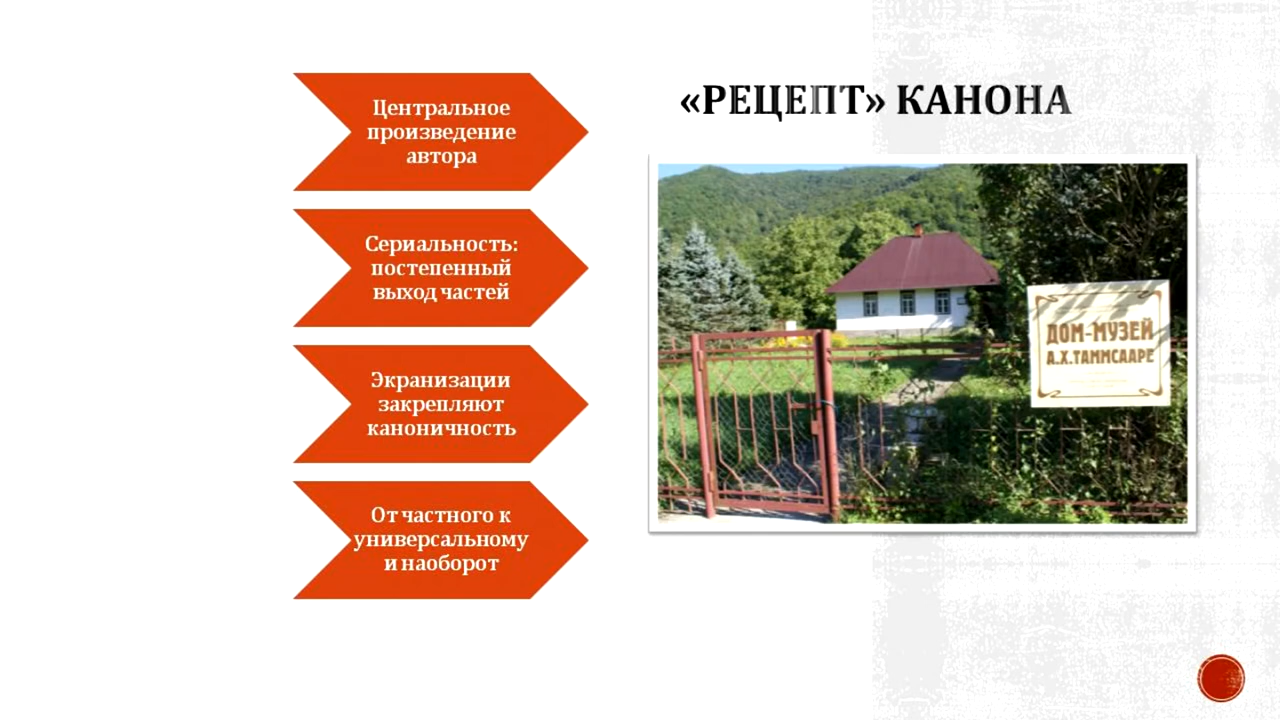 «РЕЦЕПТ» КАНОНА
Центральное
произведение
автора
Сериальность:
постепенный
выход частей
Экранизации
закрепляют
каноничность
От частного к
универсальному
и наоборот
ДОМ-МУЗЕЙ
А.Х.ТАММСААРЕ